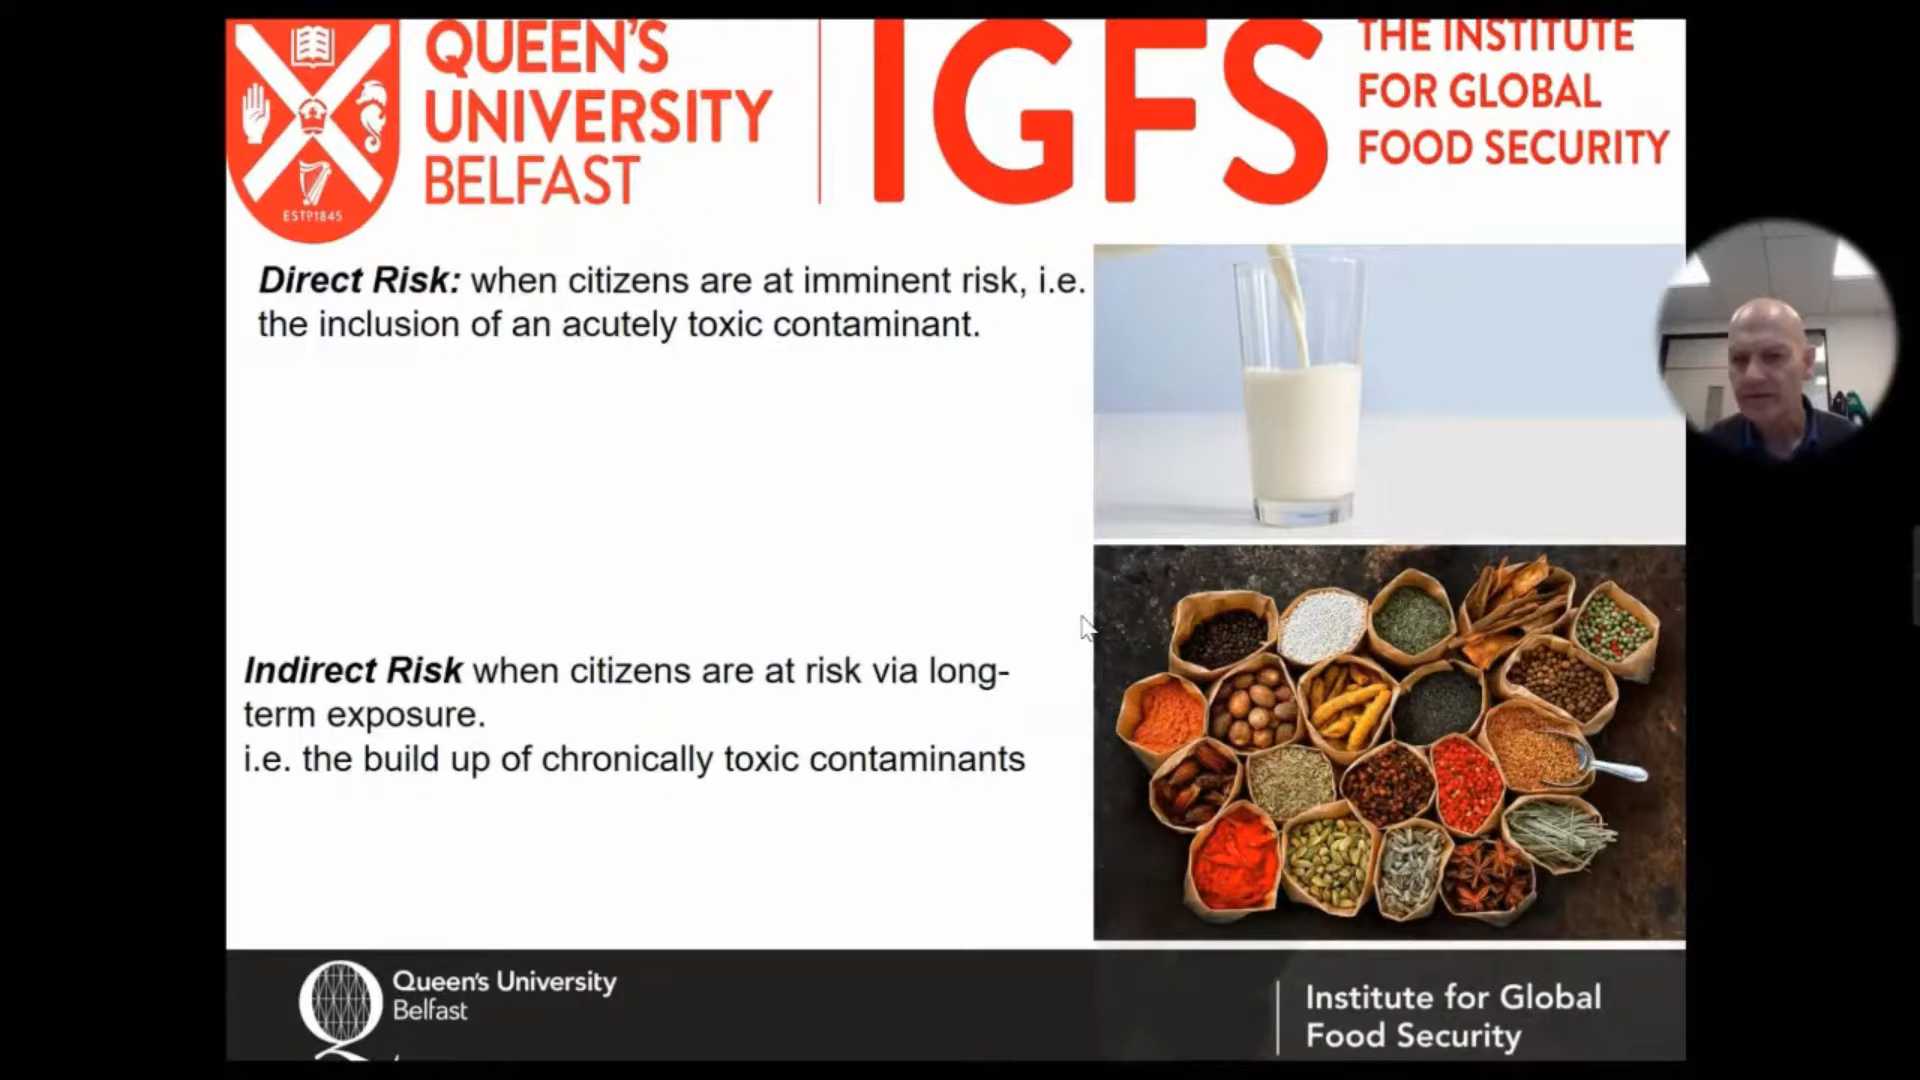 QUEEN'S
UNIVERSITY
BELFAST
ESTD1845
IGFS
THE INSTITUTE
FOR GLOBAL
FOOD SECURITY
Direct Risk: when citizens are at imminent risk, i.e.
the inclusion of an acutely toxic contaminant.
Indirect Risk when citizens are at risk via long-
term exposure.
i.e. the build up of chronically toxic contaminants
Queen's University
Belfast
Institute for Global
Food Security